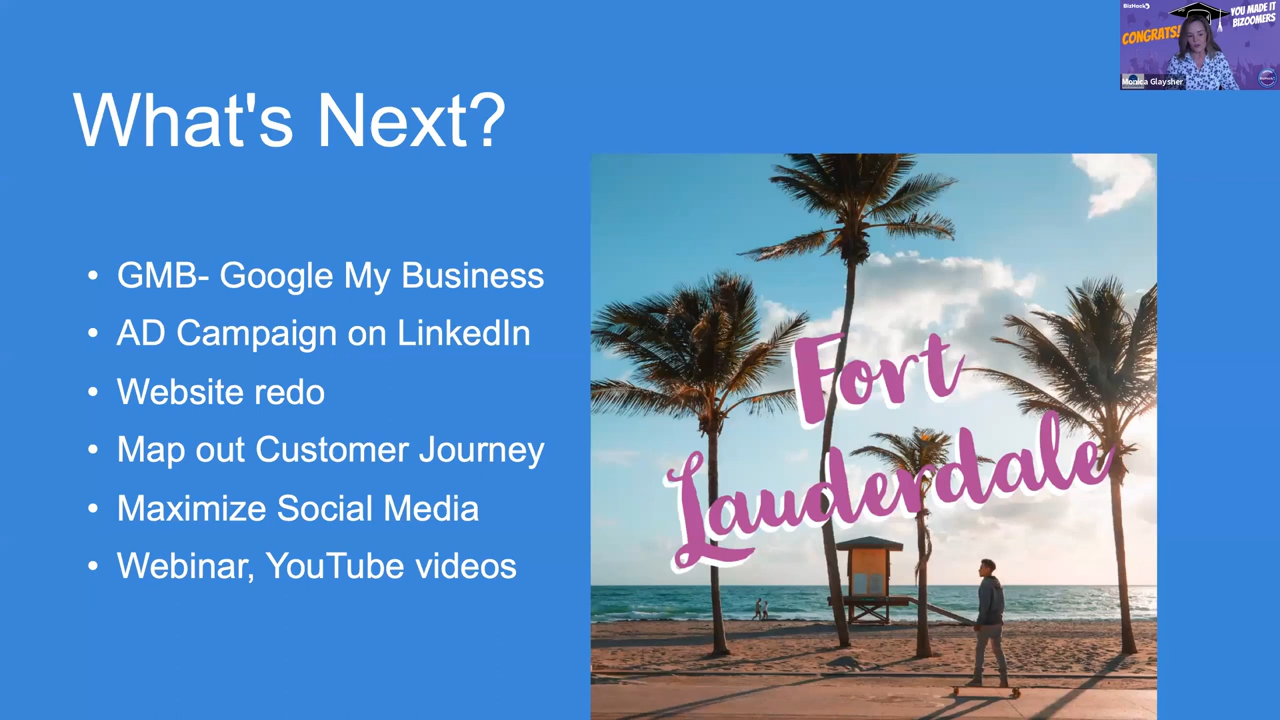 BizHack
CONGRATS!
YOU MADE IT
BIZOOMERS
Monica Glaysher
What's Next?
• GMB- Google My Business
• AD Campaign on LinkedIn
• Website redo
• Map out Customer Journey
• Maximize Social Media
• Webinar, YouTube videos
Fort
Lauderdale